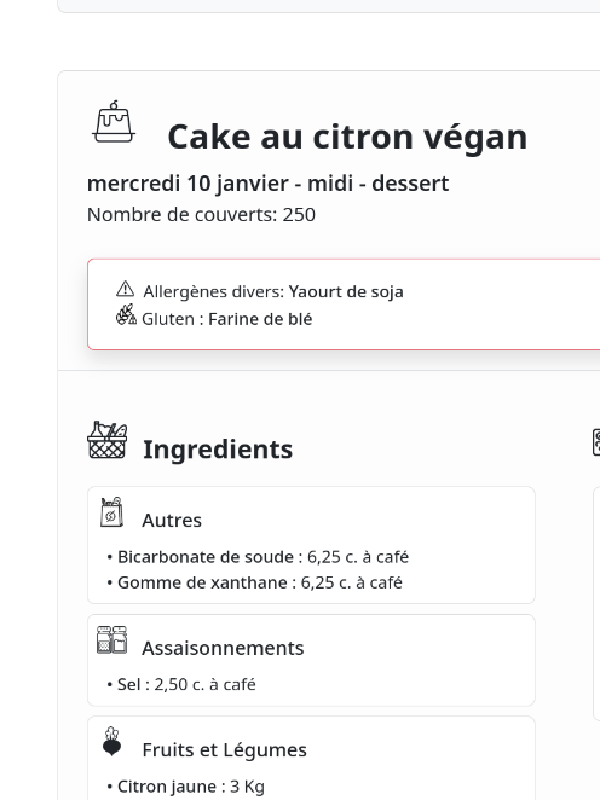 Cake au citron végan
mercredi 10 janvier - midi - dessert
Nombre de couverts: 250
Allergènes divers: Yaourt de soja
Gluten : Farine de blé
Ingredients
Autres
• Bicarbonate de soude : 6,25 c. à café
• Gomme de xanthane : 6,25 c. à café
Assaisonnements
• Sel : 2,50 c. à café
Fruits et Légumes
• Citron jaune : 3 Kg